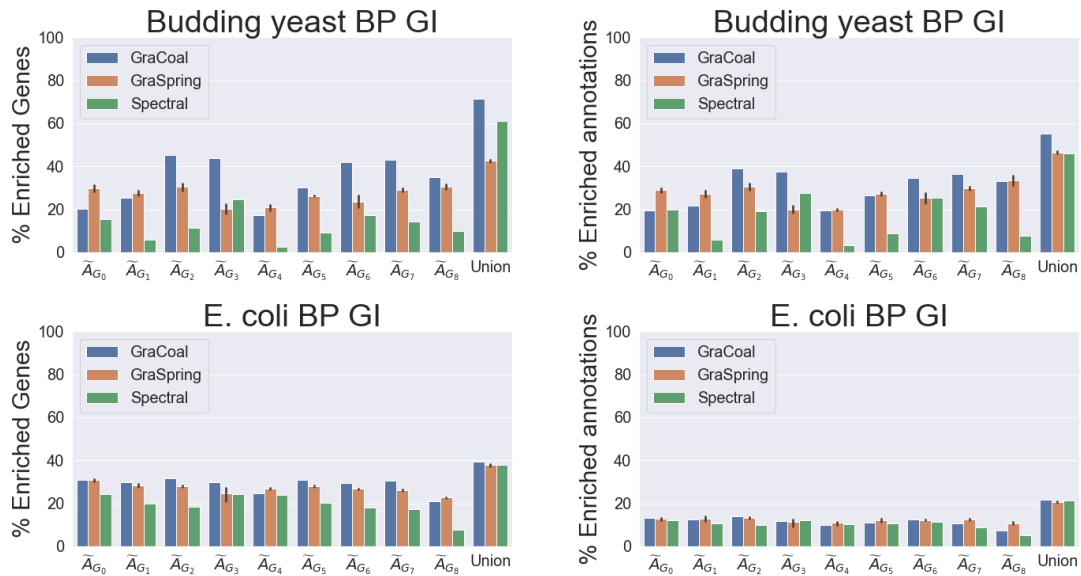 Budding yeast BP GI
% Enriched Genes
100
80
60
40
20
0
GraCoal
GraSpring
Spectral
Ã_G₀ Ã_G₁ Ã_G₂ Ã_G₃ Ã_G₄ Ã_G₅ Ã_G₆ Ã_G₇ Ã_G₈ Union
Budding yeast BP GI
% Enriched annotations
100
80
60
40
20
0
GraCoal
GraSpring
Spectral
Ã_G₀ Ã_G₁ Ã_G₂ Ã_G₃ Ã_G₄ Ã_G₅ Ã_G₆ Ã_G₇ Ã_G₈ Union
E. coli BP GI
% Enriched Genes
100
80
60
40
20
0
GraCoal
GraSpring
Spectral
Ã_G₀ Ã_G₁ Ã_G₂ Ã_G₃ Ã_G₄ Ã_G₅ Ã_G₆ Ã_G₇ Ã_G₈ Union
E. coli BP GI
% Enriched annotations
100
80
60
40
20
0
GraCoal
GraSpring
Spectral
Ã_G₀ Ã_G₁ Ã_G₂ Ã_G₃ Ã_G₄ Ã_G₅ Ã_G₆ Ã_G₇ Ã_G₈ Union